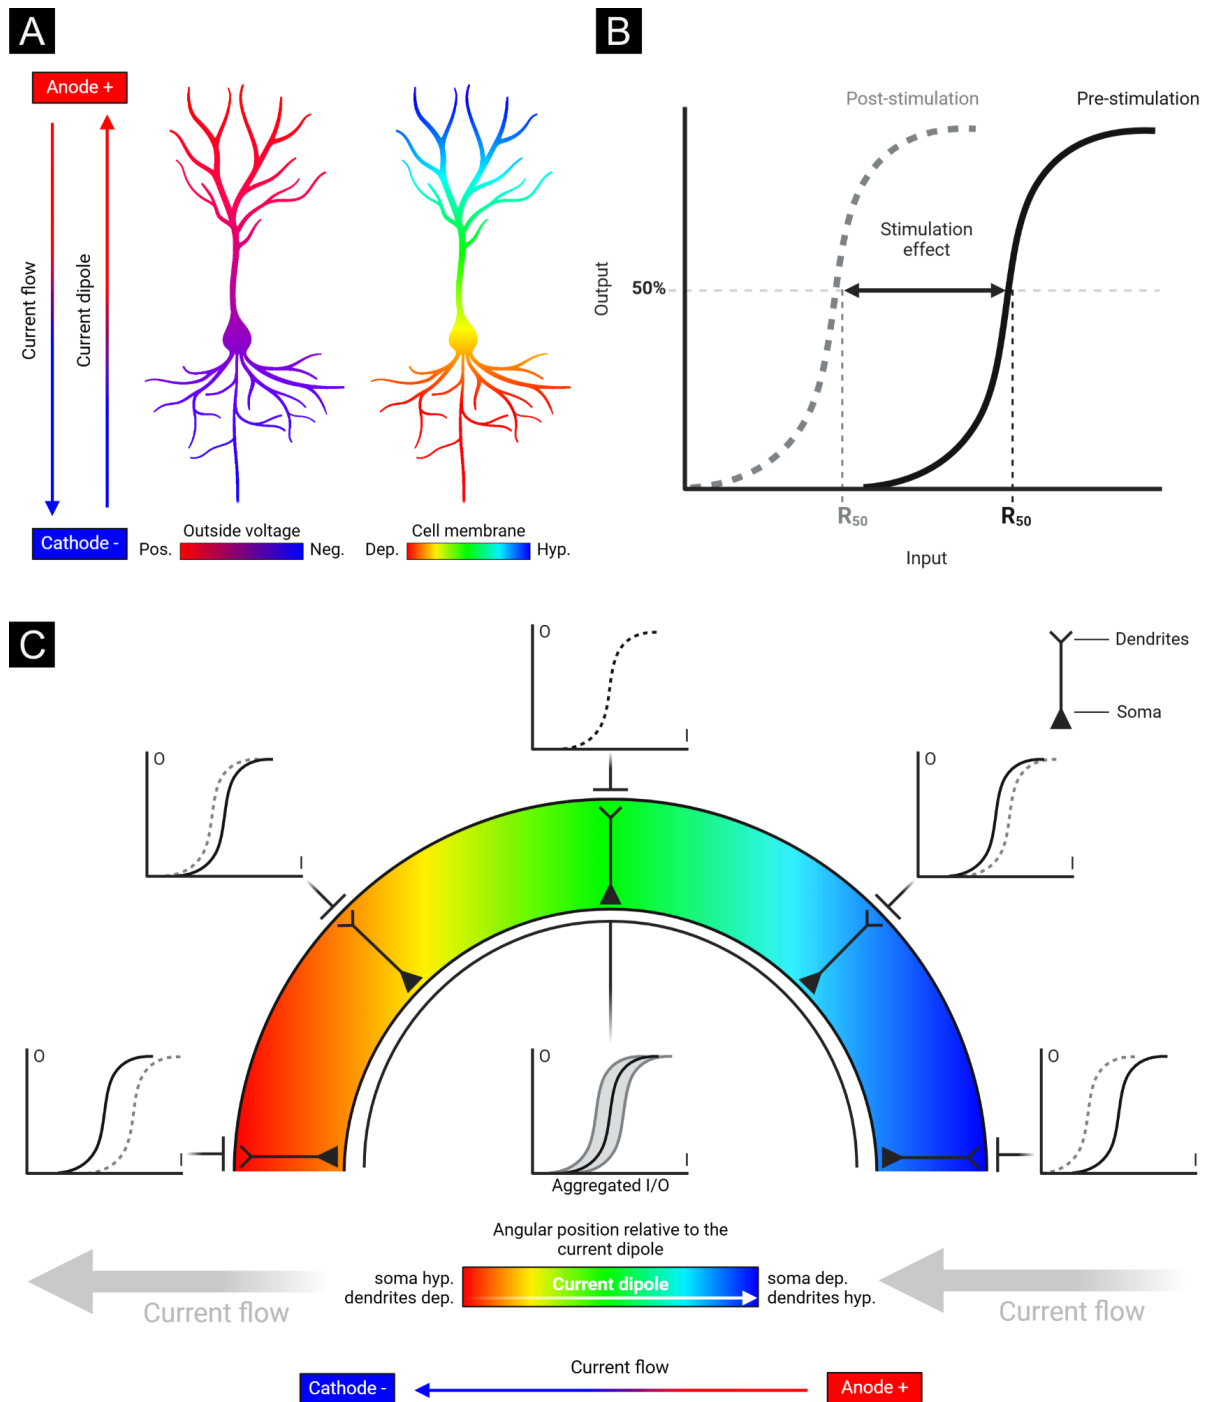 A
Anode +
Current flow
Current dipole
Cathode -
Outside voltage
Pos.
Neg.
Cell membrane
Dep.
Hyp.
B
Post-stimulation
Pre-stimulation
Stimulation
effect
Output
50%
R50
R50
Input
C
O
I
Dendrites
Soma
O
I
O
I
O
I
O
I
Aggregated I/O
O
I
Angular position relative to the
current dipole
soma hyp.
dendrites dep.
Current dipole
soma dep.
dendrites hyp.
Current flow
Current flow
Current flow
Cathode -
Anode +